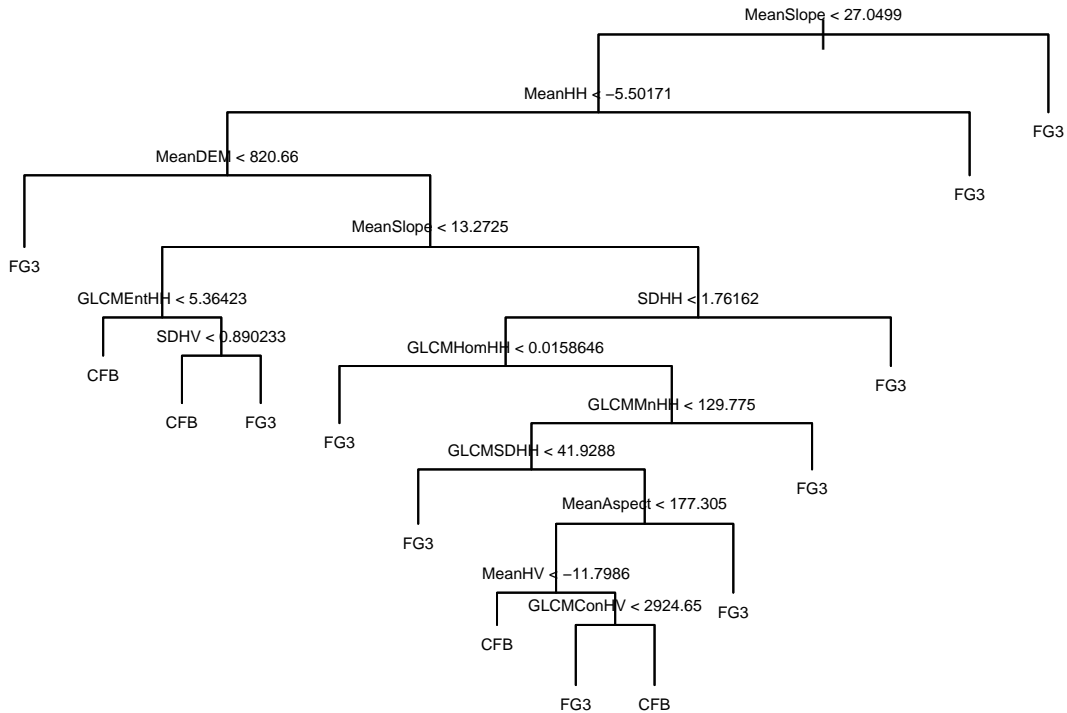 MeanSlope < 27.0499
MeanHH < −5.50171
FG3
MeanDEM < 820.66
FG3
MeanSlope < 13.2725
FG3
GLCMEntHH < 5.36423
SDHH < 1.76162
SDHV < 0.890233
GLCMHomHH < 0.0158646
CFB
FG3
GLCMMnHH < 129.775
CFB
FG3
FG3
GLCMSDHH < 41.9288
FG3
MeanAspect < 177.305
FG3
MeanHV < −11.7986
GLCMConHV < 2924.65
FG3
CFB
FG3
CFB